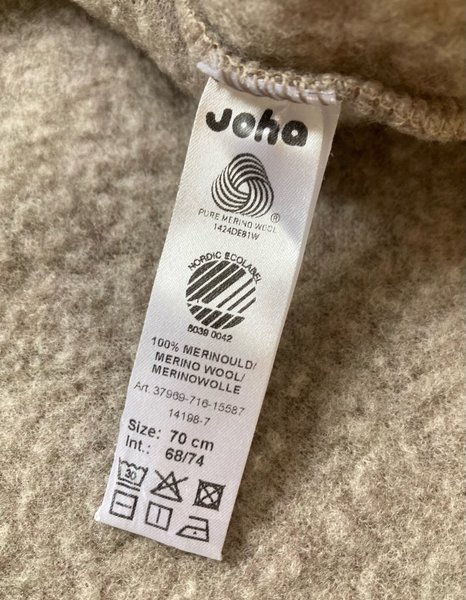 Joha
®
PURE MERINO WOOL
1424DE81W
NORDIC ECOLABEL
5039 0042
100% MERINOULD/
MERINO WOOL/
MERINOWOLLE
Art. 37969-716-15587
14198-7
Size: 70 cm
Int.: 68/74
30